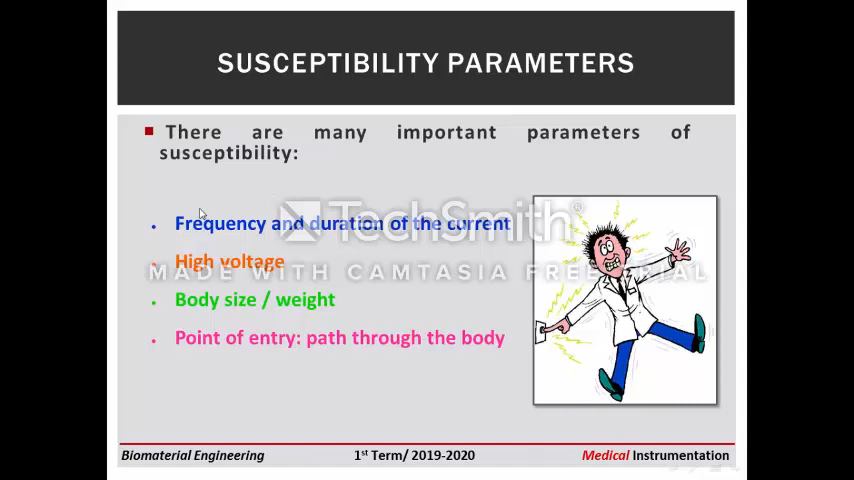 SUSCEPTIBILITY PARAMETERS
There are many important parameters of
susceptibility:
Frequency and duration of the current
TechSmith®
High voltage
MADE WITH CAMTASIA FREE TRIAL
Body size / weight
Point of entry: path through the body
Biomaterial Engineering 1st Term/ 2019-2020 Medical Instrumentation